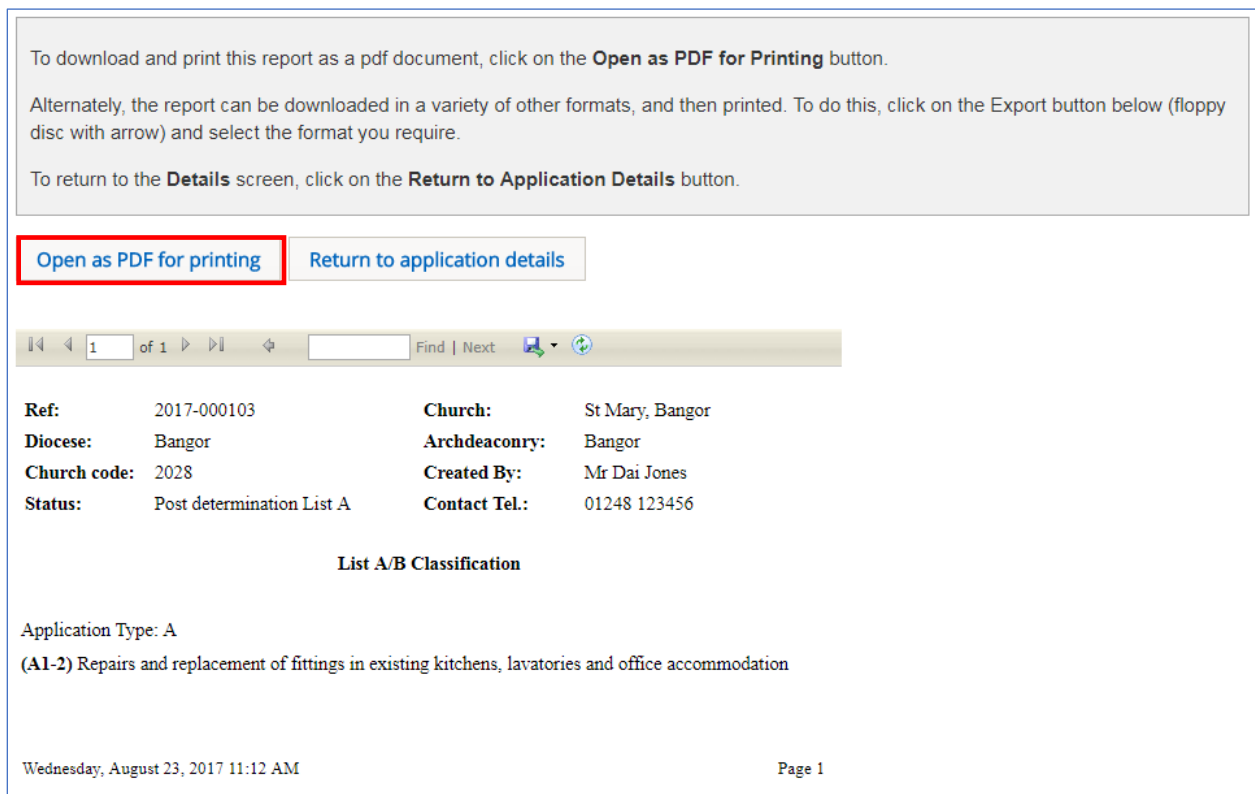 To download and print this report as a pdf document, click on the Open as PDF for Printing button.
Alternately, the report can be downloaded in a variety of other formats, and then printed. To do this, click on the Export button below (floppy
disc with arrow) and select the format you require.
To return to the Details screen, click on the Return to Application Details button.
Open as PDF for printing Return to application details
1 of 1 Find | Next
Ref: 2017-000103 Church: St Mary, Bangor
Diocese: Bangor Archdeaconry: Bangor
Church code: 2028 Created By: Mr Dai Jones
Status: Post determination List A Contact Tel.: 01248 123456
List A/B Classification
Application Type: A
(A1-2) Repairs and replacement of fittings in existing kitchens, lavatories and office accommodation
Wednesday, August 23, 2017 11:12 AM Page 1